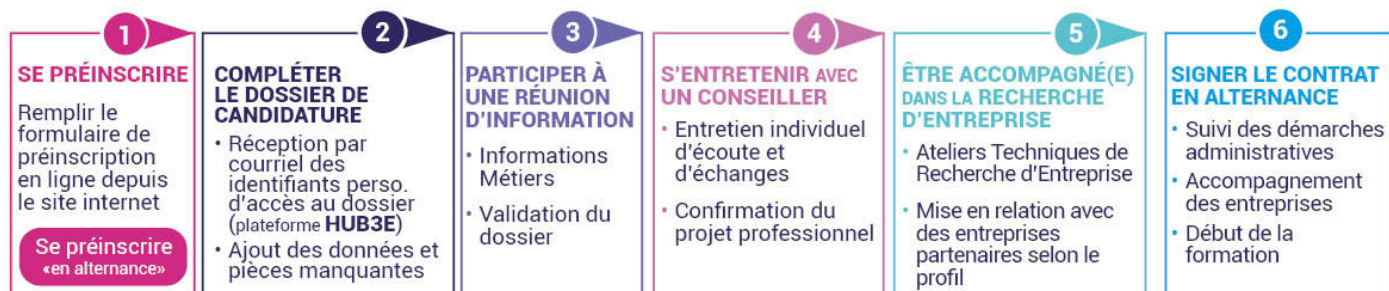 1
SE PRÉINSCRIRE
Remplir le
formulaire de
préinscription
en ligne depuis
le site internet
Se préinscrire
«en alternance»
2
COMPLÉTER
LE DOSSIER DE
CANDIDATURE
• Réception par
courriel des
identifiants perso.
d'accès au dossier
(plateforme HUB3E)
• Ajout des données et
pièces manquantes
3
PARTICIPER À
UNE RÉUNION
D'INFORMATION
• Informations
Métiers
• Validation du
dossier
4
S'ENTRETENIR AVEC
UN CONSEILLER
• Entretien individuel
d'écoute et
d'échanges
• Confirmation du
projet professionnel
5
ÊTRE ACCOMPAGNÉ(E)
DANS LA RECHERCHE
D'ENTREPRISE
• Ateliers Techniques de
Recherche d'Entreprise
• Mise en relation avec
des entreprises
partenaires selon le
profil
6
SIGNER LE CONTRAT
EN ALTERNANCE
• Suivi des démarches
administratives
• Accompagnement
des entreprises
• Début de la
formation